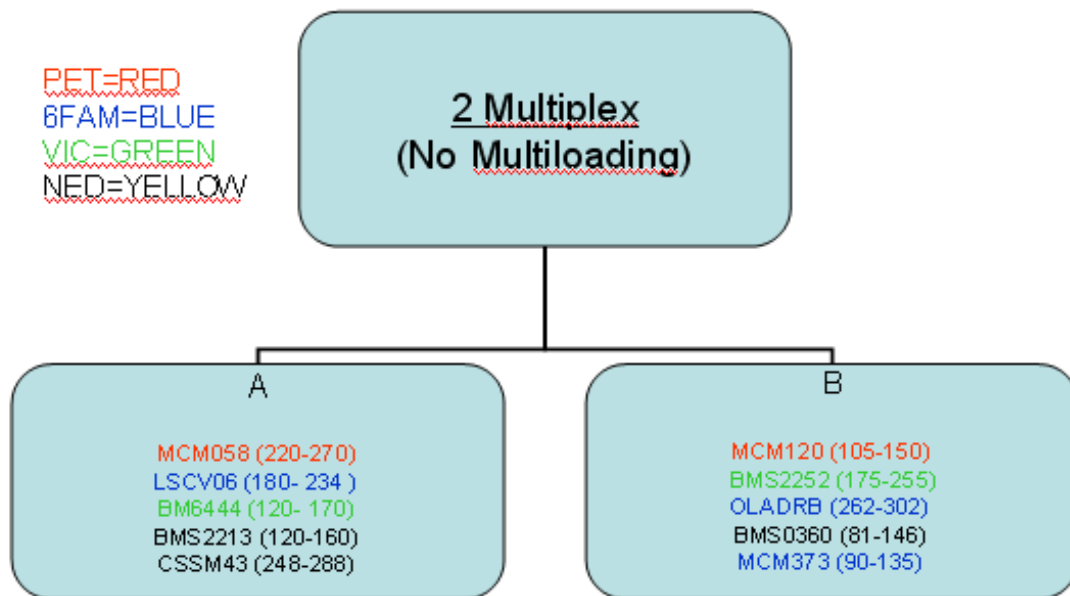 PET=RED
6FAM=BLUE
VIC=GREEN
NED=YELLOW
2 Multiplex
(No Multiloading)
A
MCM058 (220-270)
LSCV06 (180- 234 )
BM6444 (120- 170)
BMS2213 (120-160)
CSSM43 (248-288)
B
MCM120 (105-150)
BMS2252 (175-255)
OLADRB (262-302)
BMS0360 (81-146)
MCM373 (90-135)